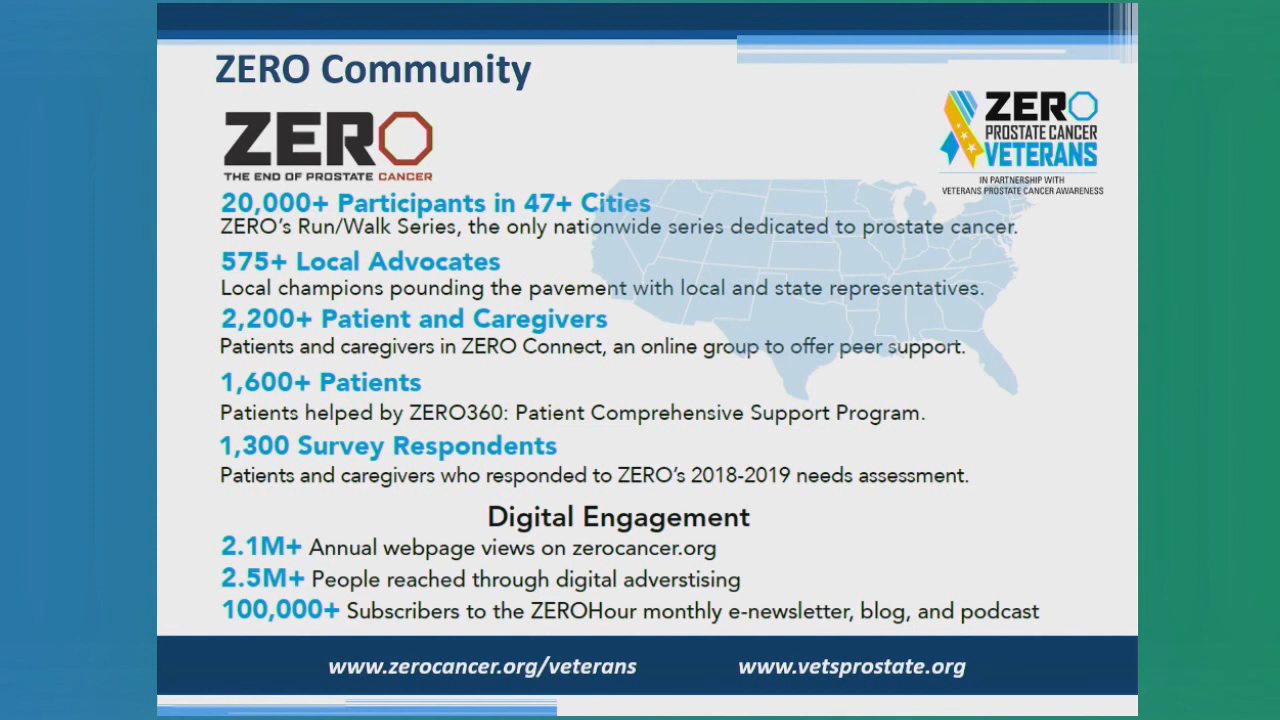 ZERO Community
ZERO
THE END OF PROSTATE CANCER
ZERO
PROSTATE CANCER
VETERANS
IN PARTNERSHIP WITH
VETERANS PROSTATE CANCER AWARENESS
20,000+ Participants in 47+ Cities
ZERO's Run/Walk Series, the only nationwide series dedicated to prostate cancer.
575+ Local Advocates
Local champions pounding the pavement with local and state representatives.
2,200+ Patient and Caregivers
Patients and caregivers in ZERO Connect, an online group to offer peer support.
1,600+ Patients
Patients helped by ZERO360: Patient Comprehensive Support Program.
1,300 Survey Respondents
Patients and caregivers who responded to ZERO's 2018-2019 needs assessment.
Digital Engagement
2.1M+ Annual webpage views on zerocancer.org
2.5M+ People reached through digital adverstising
100,000+ Subscribers to the ZEROHour monthly e-newsletter, blog, and podcast
www.zerocancer.org/veterans www.vetsprostate.org